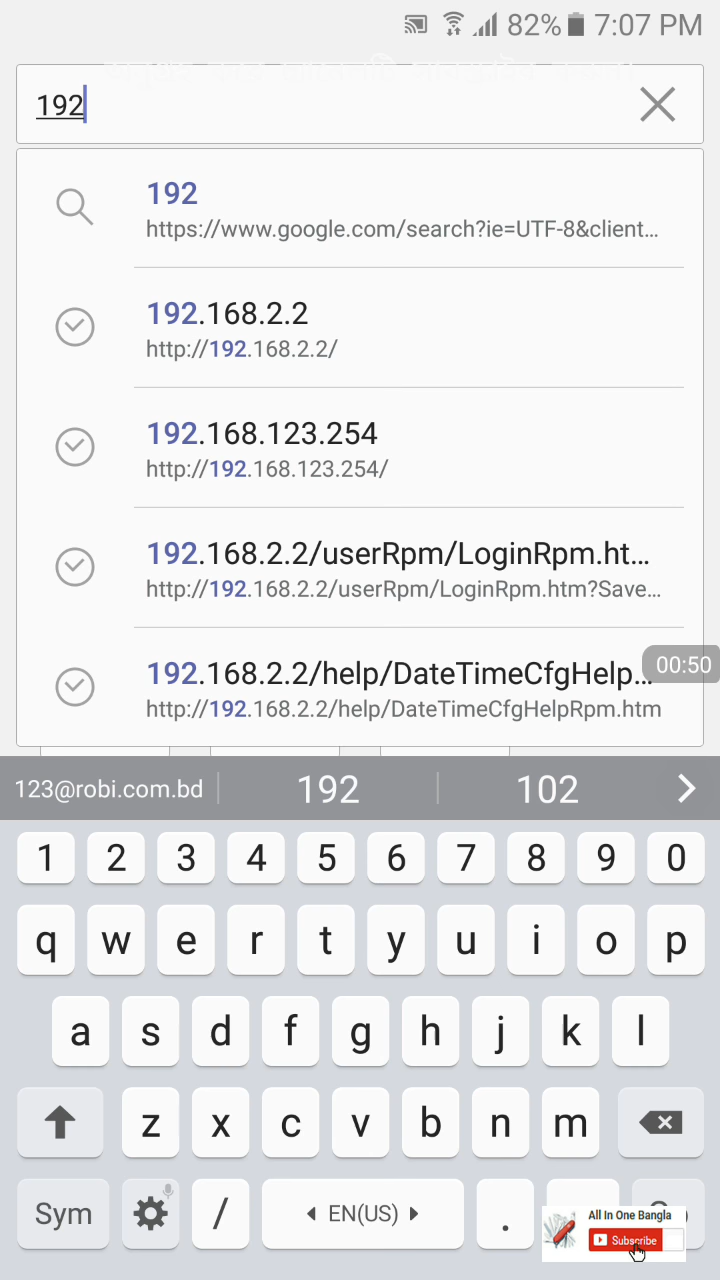 82% 7:07 PM
192
192
https://www.google.com/search?ie=UTF-8&client...
192.168.2.2
http://192.168.2.2/
192.168.123.254
http://192.168.123.254/
192.168.2.2/userRpm/LoginRpm.ht...
http://192.168.2.2/userRpm/LoginRpm.htm?Save...
192.168.2.2/help/DateTimeCfgHelp...
http://192.168.2.2/help/DateTimeCfgHelpRpm.htm
00:50
123@robi.com.bd 192 102
1 2 3 4 5 6 7 8 9 0
q w e r t y u i o p
a s d f g h j k l
z x c v b n m
Sym / EN(US) .
All In One Bangla
Subscribe